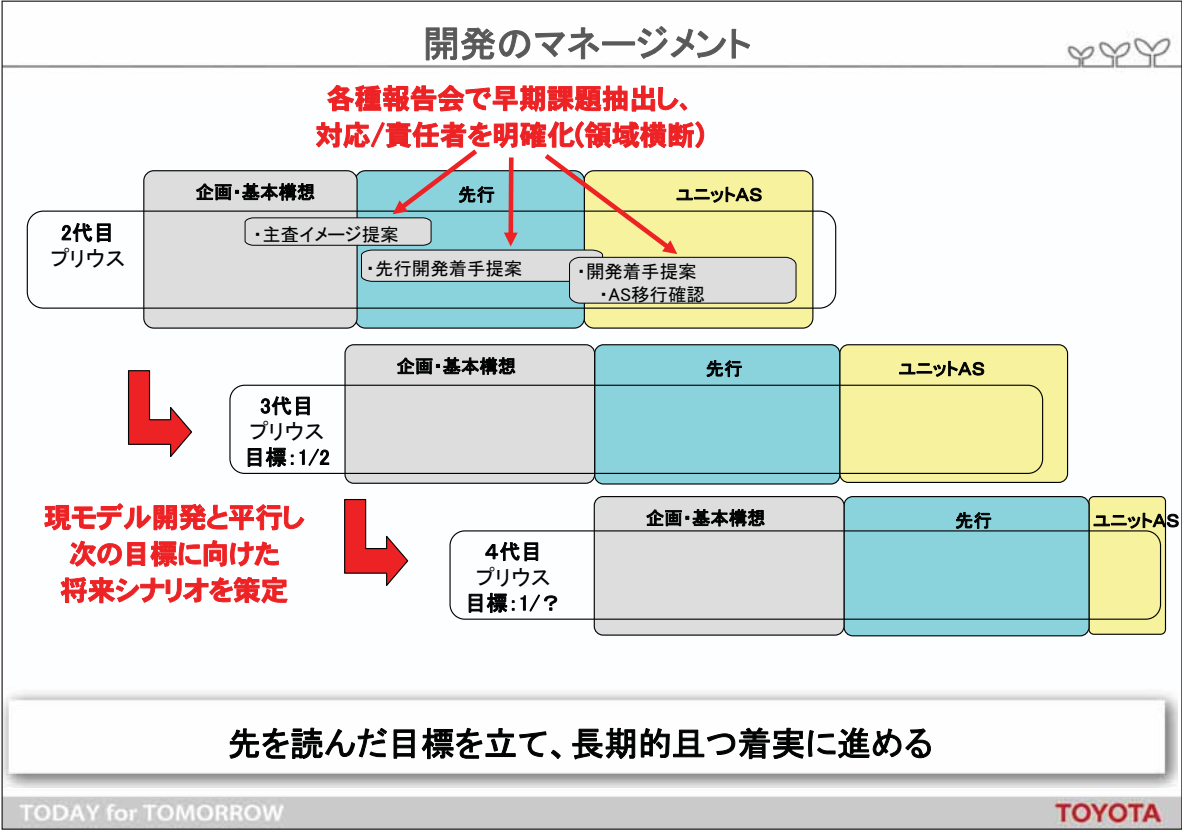 開発のマネージメント
各種報告会で早期課題抽出し、
対応/責任者を明確化(領域横断)
企画・基本構想
先行
ユニットAS
2代目
プリウス
・主査イメージ提案
・先行開発着手提案
・開発着手提案
・AS移行確認
企画・基本構想
先行
ユニットAS
3代目
プリウス
目標：1/2
現モデル開発と平行し
次の目標に向けた
将来シナリオを策定
企画・基本構想
先行
ユニットAS
4代目
プリウス
目標：1/？
先を読んだ目標を立て、長期的且つ着実に進める
TODAY for TOMORROW
TOYOTA